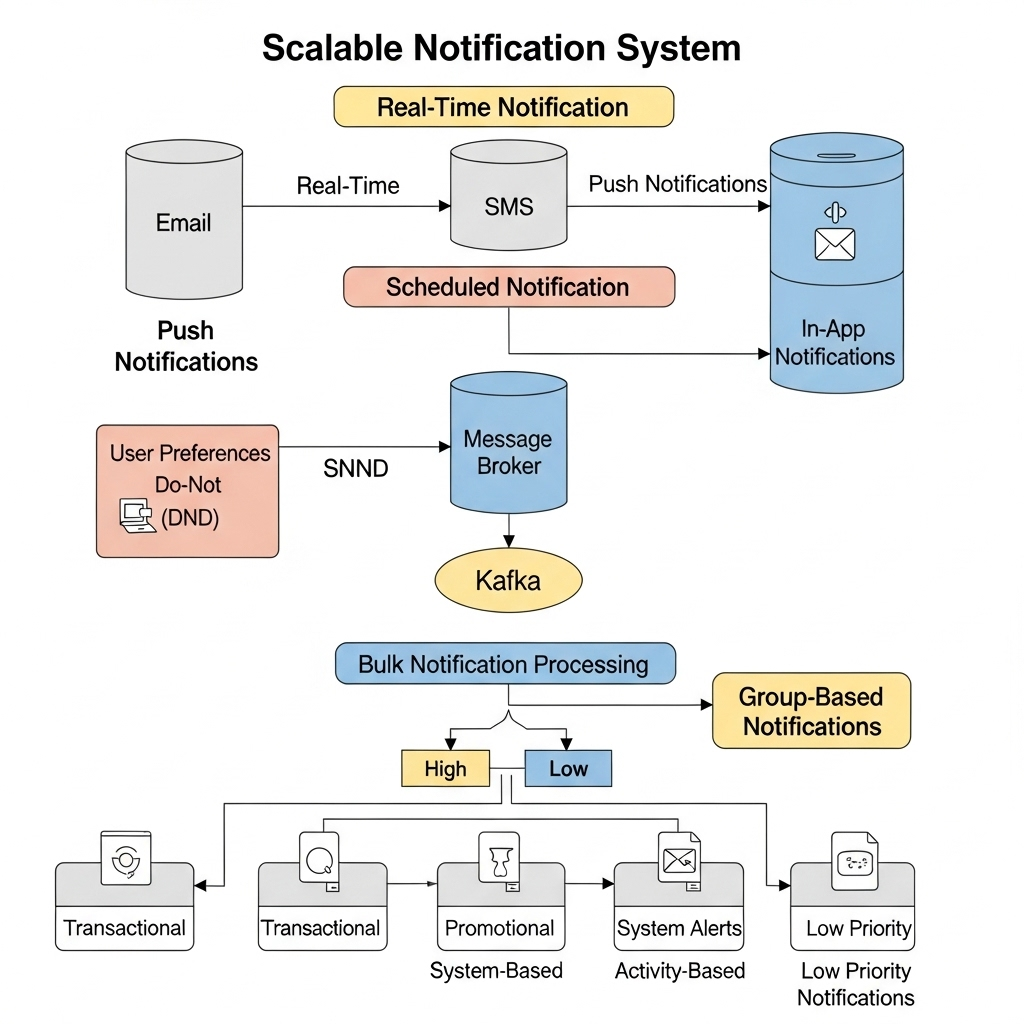 Scalable Notification System
Real-Time Notification
Email
Real-Time
SMS
Push Notifications
Scheduled Notification
Push
Notifications
In-App
Notifications
User Preferences
Do-Not
(DND)
SNND
Message
Broker
Kafka
Bulk Notification Processing
Group-Based
Notifications
High
Low
Transactional
Transactional
Promotional
System Alerts
Low Priority
System-Based
Activity-Based
Low Priority
Notifications